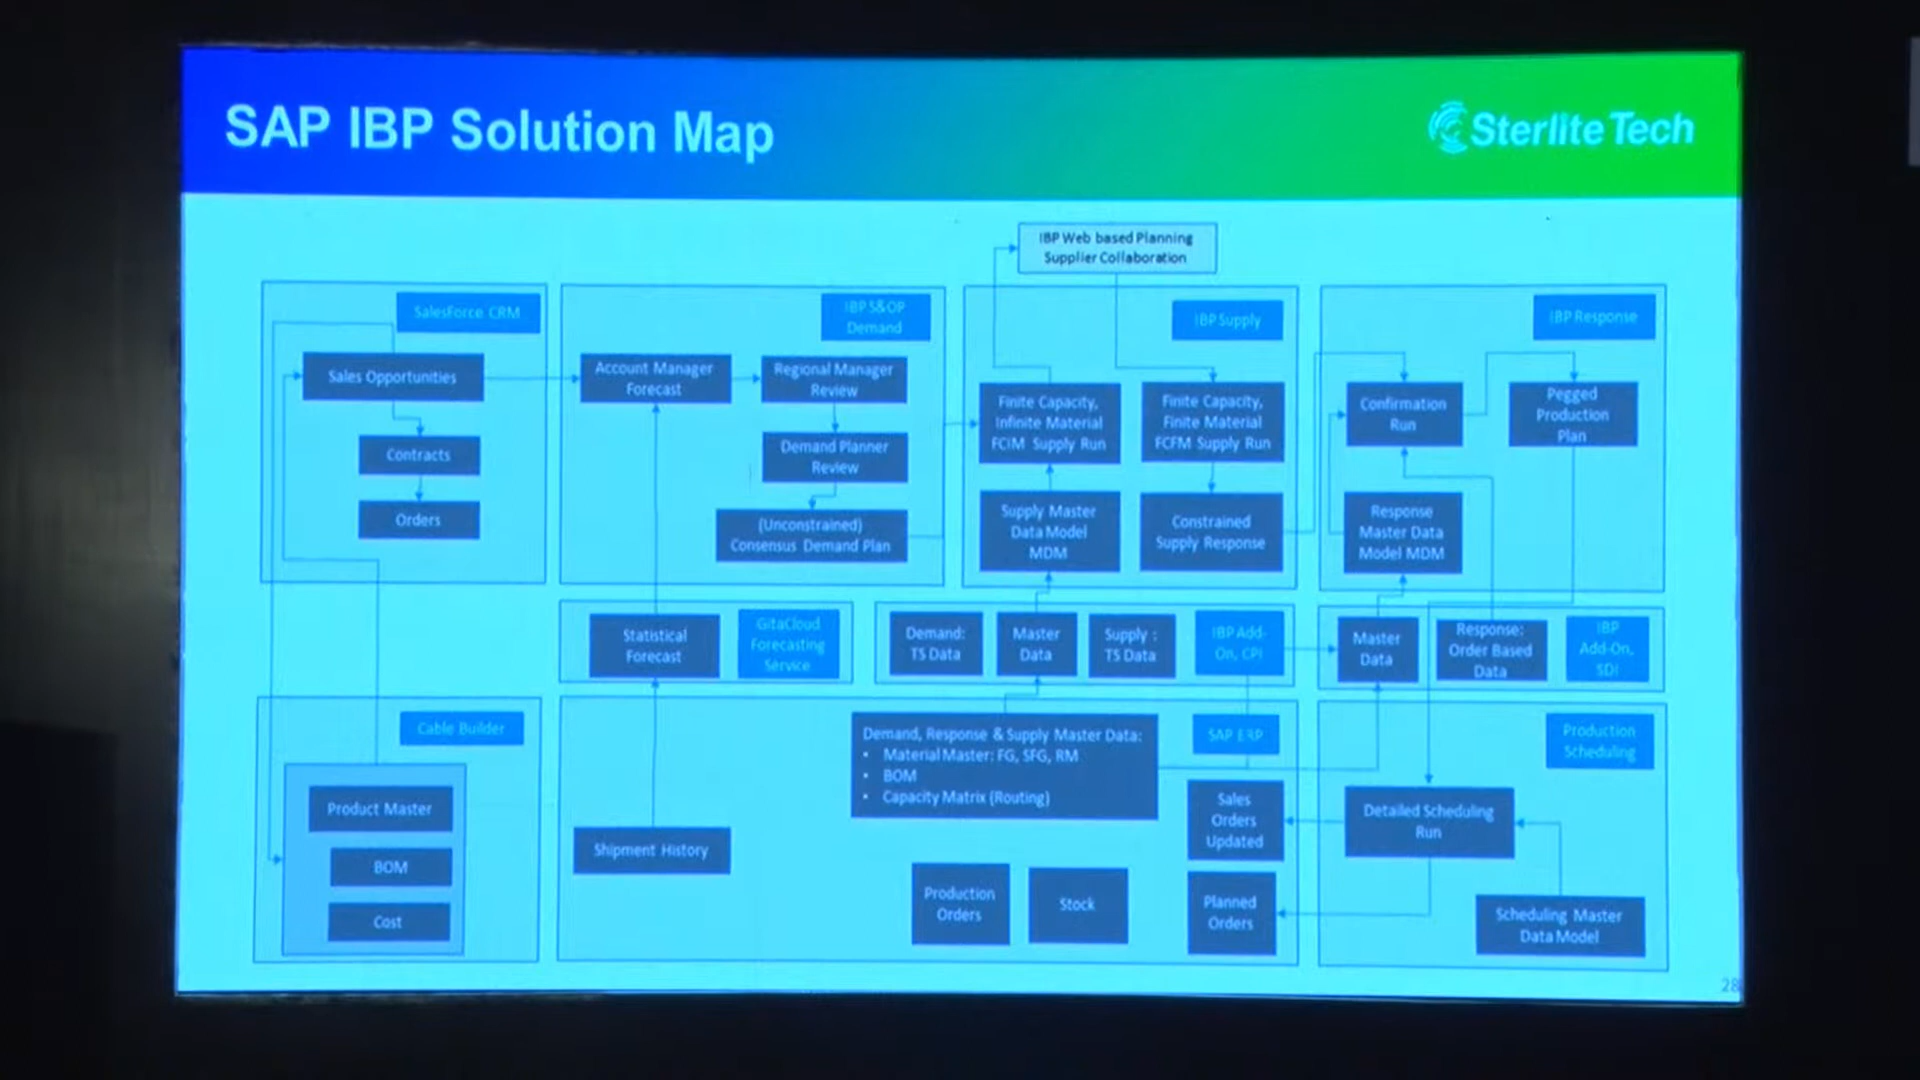 SAP IBP Solution Map
Sterlite Tech
IBP Web based Planning
Supplier Collaboration
SalesForce CRM
Sales Opportunities
Contracts
Orders
IBP S&OP
Demand
Account Manager
Forecast
Regional Manager
Review
Demand Planner
Review
(Unconstrained)
Consensus Demand Plan
IBP Supply
Finite Capacity,
Infinite Material
FCIM Supply Run
Finite Capacity,
Finite Material
FCFM Supply Run
Supply Master
Data Model
MDM
Constrained
Supply Response
IBP Response
Confirmation
Run
Pegged
Production
Plan
Response
Master Data
Model MDM
Statistical
Forecast
GitaCloud
Forecasting
Service
Demand:
TS Data
Master
Data
Supply :
TS Data
IBP Add-
On, CPI
Master
Data
Response:
Order Based
Data
IBP
Add-On,
SDI
Cable Builder
Product Master
BOM
Cost
Shipment History
Demand, Response & Supply Master Data:
• Material Master: FG, SFG, RM
• BOM
• Capacity Matrix (Routing)
SAP ERP
Sales
Orders
Updated
Production
Orders
Stock
Planned
Orders
Production
Scheduling
Detailed Scheduling
Run
Scheduling Master
Data Model
28